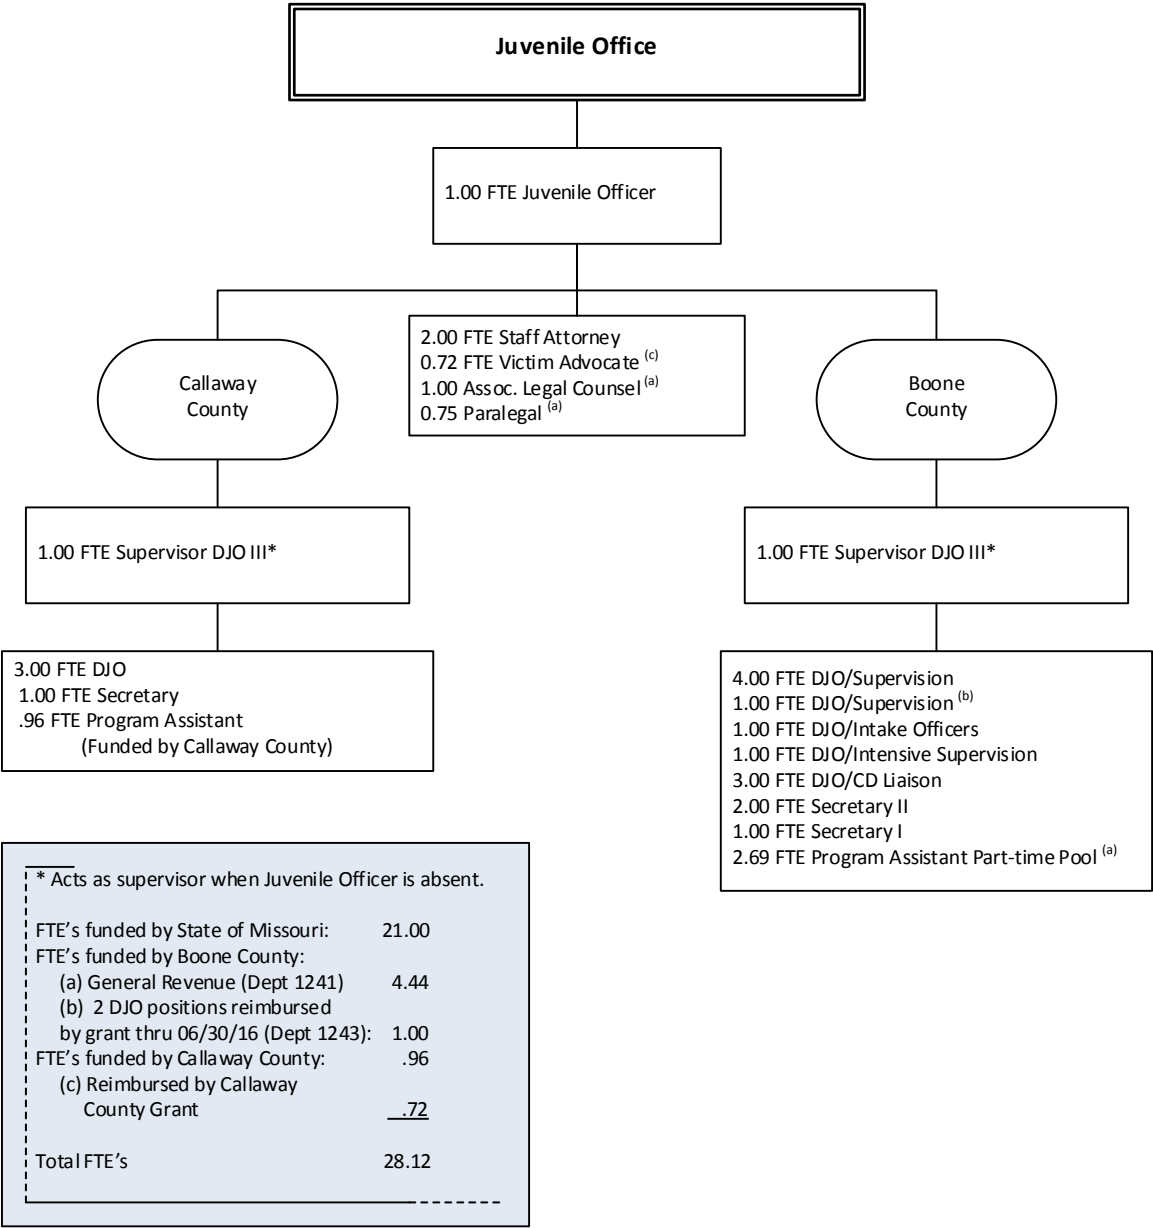 Juvenile Office
1.00 FTE Juvenile Officer
Callaway
County
2.00 FTE Staff Attorney
0.72 FTE Victim Advocate (c)
1.00 Assoc. Legal Counsel (a)
0.75 Paralegal (a)
Boone
County
1.00 FTE Supervisor DJO III*
1.00 FTE Supervisor DJO III*
3.00 FTE DJO
1.00 FTE Secretary
.96 FTE Program Assistant
(Funded by Callaway County)
4.00 FTE DJO/Supervision
1.00 FTE DJO/Supervision (b)
1.00 FTE DJO/Intake Officers
1.00 FTE DJO/Intensive Supervision
3.00 FTE DJO/CD Liaison
2.00 FTE Secretary II
1.00 FTE Secretary I
2.69 FTE Program Assistant Part-time Pool (a)
* Acts as supervisor when Juvenile Officer is absent.
FTE's funded by State of Missouri: 21.00
FTE's funded by Boone County:
(a) General Revenue (Dept 1241) 4.44
(b) 2 DJO positions reimbursed
by grant thru 06/30/16 (Dept 1243): 1.00
FTE's funded by Callaway County: .96
(c) Reimbursed by Callaway
County Grant .72
Total FTE's 28.12